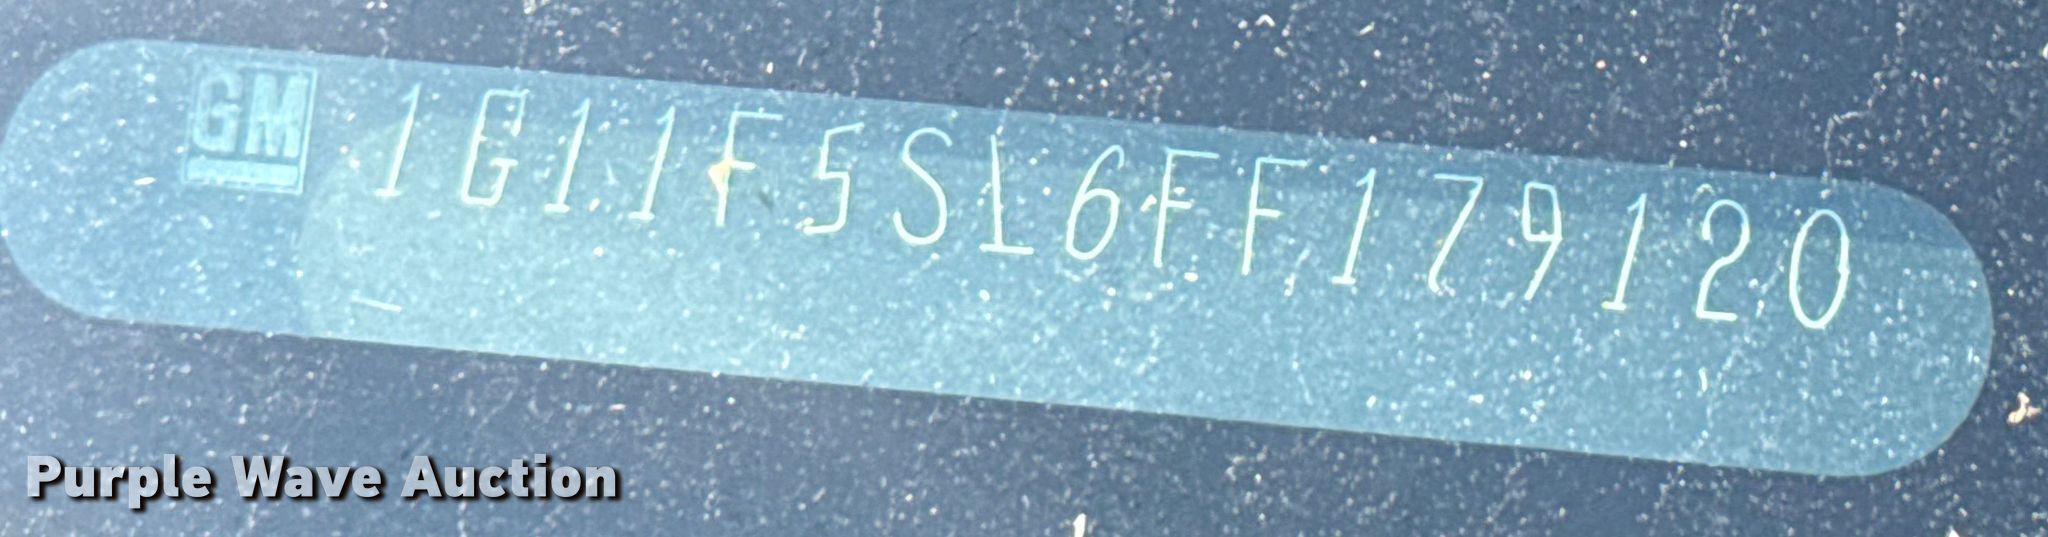 GM 1G11F5SL6FF179120
Purple Wave Auction